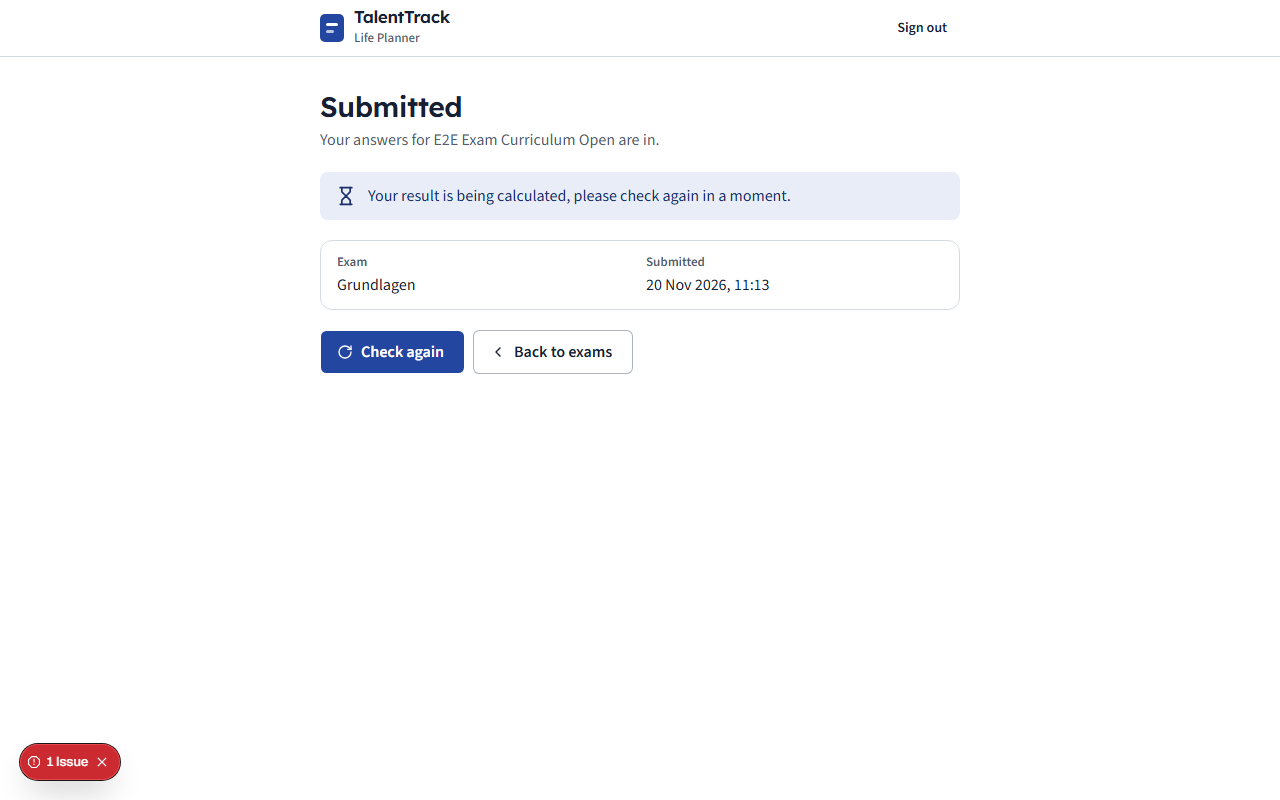 TalentTrack
Life Planner
Sign out
Submitted
Your answers for E2E Exam Curriculum Open are in.
Your result is being calculated, please check again in a moment.
Exam
Submitted
Grundlagen
20 Nov 2026, 11:13
Check again
Back to exams
1 Issue